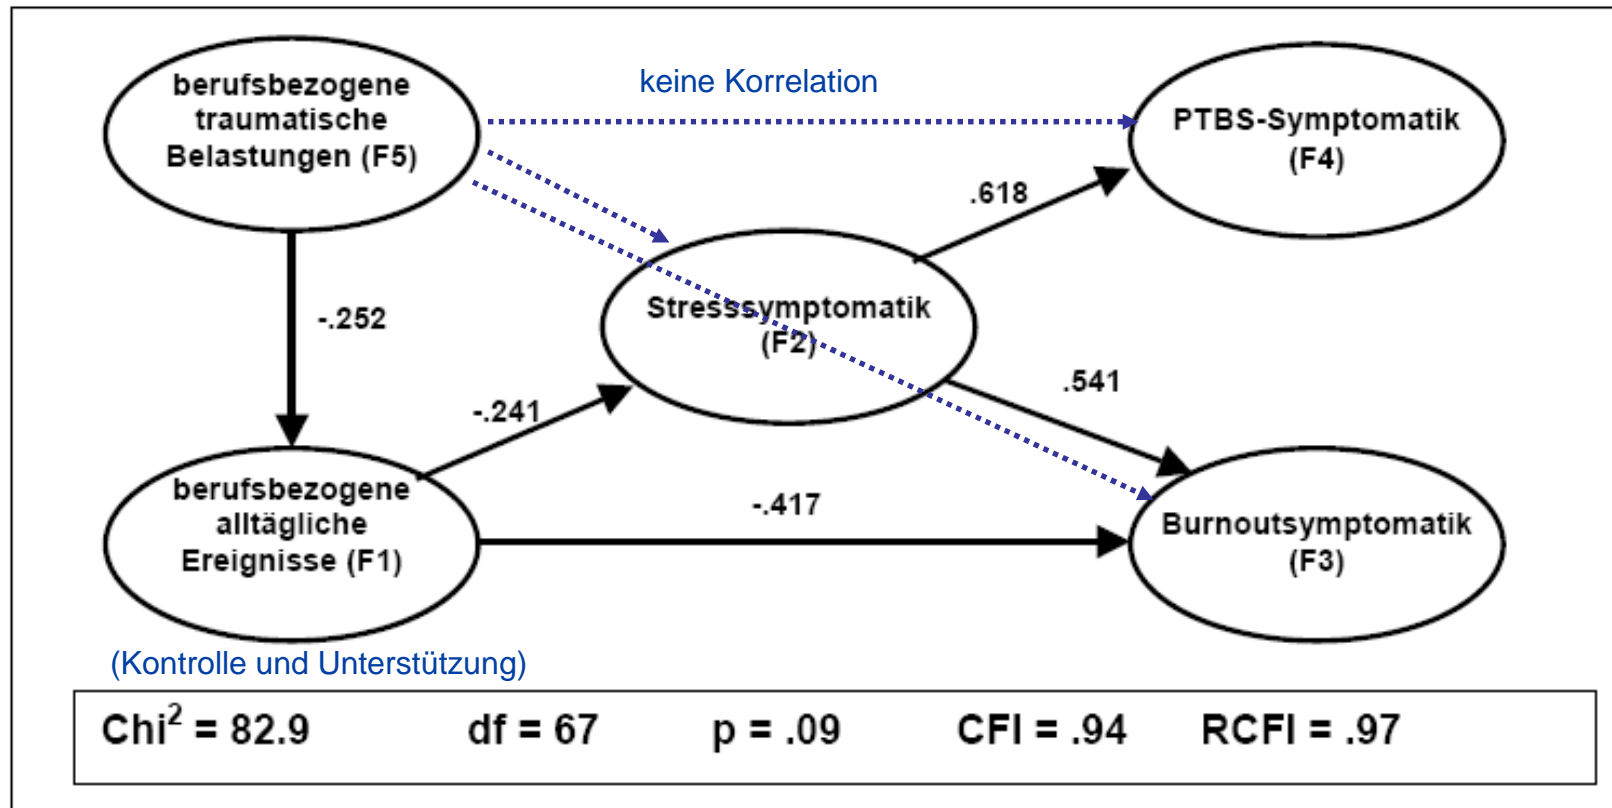 berufsbezogene
traumatische
Belastungen (F5)
keine Korrelation
PTBS-Symptomatik
(F4)
.618
-.252
Stresssymptomatik
(F2)
.541
-.241
berufsbezogene
alltägliche
Ereignisse (F1)
-.417
Burnoutsymptomatik
(F3)
(Kontrolle und Unterstützung)
Chi² = 82.9 df = 67 p = .09 CFI = .94 RCFI = .97